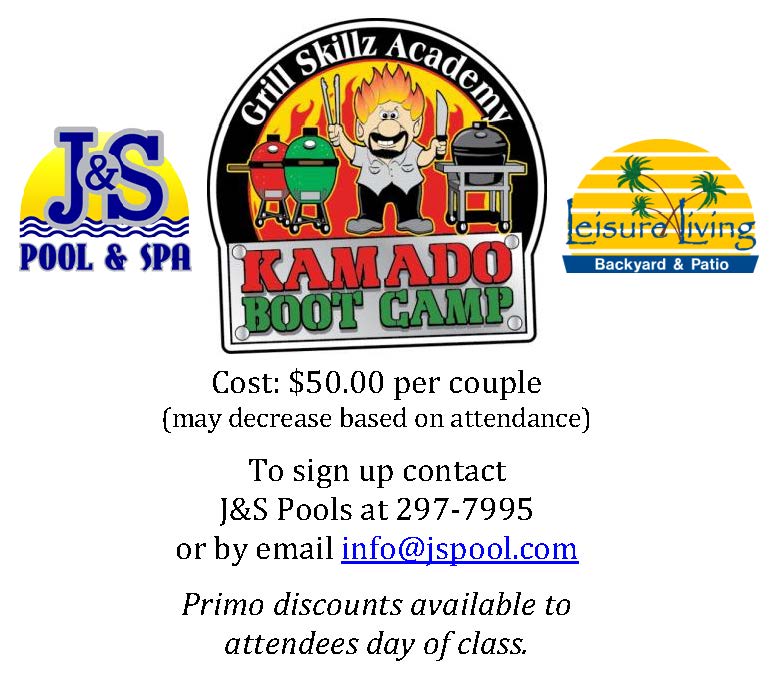 Grill Skillz Academy
J&S
POOL & SPA
KAMADO
BOOT CAMP
Leisure Living
Backyard & Patio
Cost: $50.00 per couple
(may decrease based on attendance)
To sign up contact
J&S Pools at 297-7995
or by email info@jspool.com
Primo discounts available to
attendees day of class.